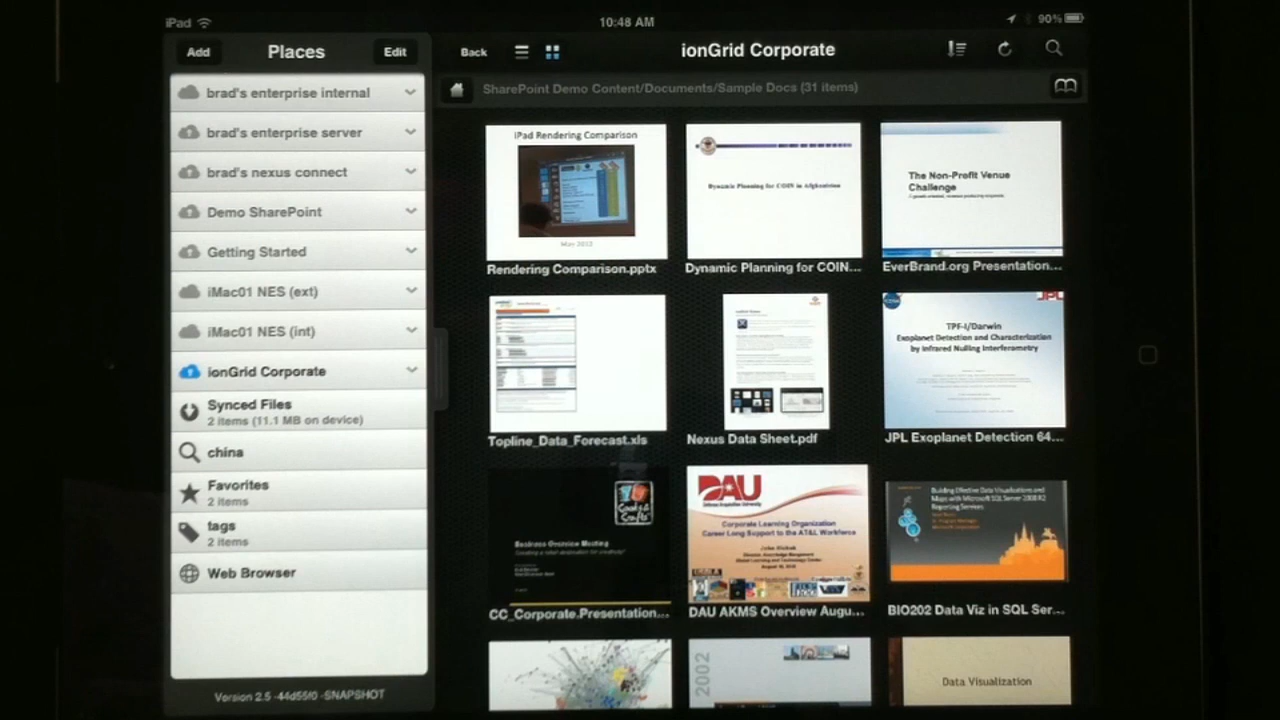 iPad
10:48 AM
90%
Add
Places
Edit
Back
ionGrid Corporate
SharePoint Demo Content/Documents/Sample Docs (31 items)
brad's enterprise internal
brad's enterprise server
brad's nexus connect
Demo SharePoint
Getting Started
iMac01 NES (ext)
iMac01 NES (int)
ionGrid Corporate
Synced Files
2 items (11.1 MB on device)
china
Favorites
2 items
tags
2 items
Web Browser
Version 2.5 -44d55f0 -SNAPSHOT
iPad Rendering Comparison
May 2012
Rendering Comparison.pptx
Dynamic Planning for COIN in Afghanistan
Dynamic Planning for COIN...
The Non-Profit Venue
Challenge
EverBrand.org Presentation...
Topline_Data_Forecast.xls
Nexus Data Sheet.pdf
JPL
TPF-I/Darwin
Exoplanet Detection and Characterization
by Infrared Nulling Interferometry
JPL Exoplanet Detection 64...
Business Overview Meeting
CC_Corporate.Presentation...
DAU
Corporate Learning Organization
Career Long Support to the AT&L Workforce
DAU AKMS Overview Augu...
Building Effective Data Visualizations and
Maps with Microsoft SQL Server 2008 R2
Reporting Services
BIO202 Data Viz in SQL Ser...
2002
Data Visualization